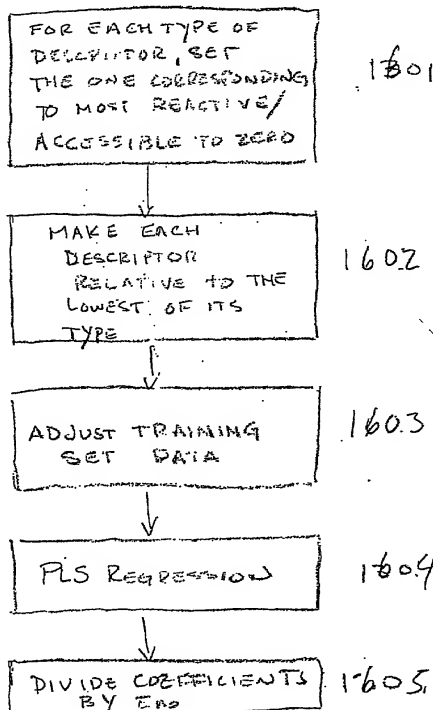 FOR EACH TYPE OF
DESCRIPTOR, SET
THE ONE CORRESPONDING
TO MOST REACTIVE/
ACCESSIBLE TO ZERO
1601
MAKE EACH
DESCRIPTOR
RELATIVE TO THE
LOWEST OF ITS
TYPE
1602
ADJUST TRAINING
SET DATA
1603
PLS REGRESSION
1604
DIVIDE COEFFICIENTS
BY
1605